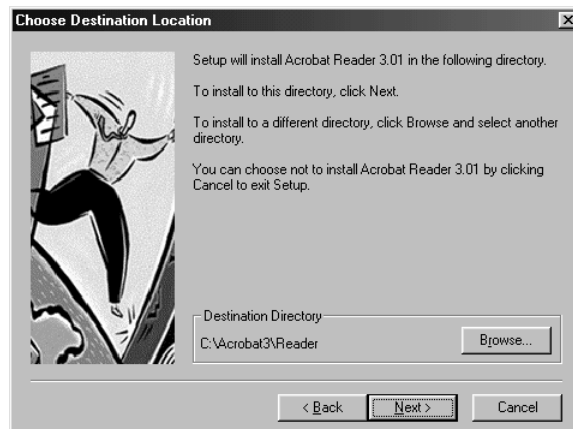 Choose Destination Location
Setup will install Acrobat Reader 3.01 in the following directory.
To install to this directory, click Next.
To install to a different directory, click Browse and select another
directory.
You can choose not to install Acrobat Reader 3.01 by clicking
Cancel to exit Setup.
Destination Directory
C:\Acrobat3\Reader
Browse...
< Back
Next >
Cancel